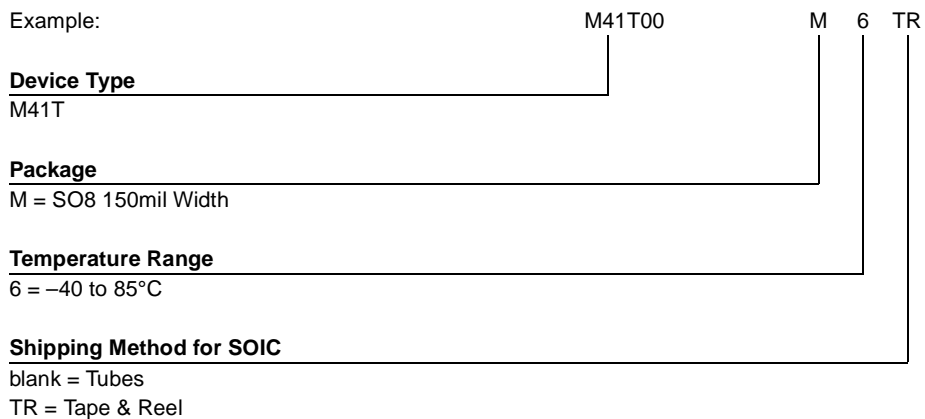 Example: M41T00 M 6 TR
Device Type
M41T
Package
M = SO8 150mil Width
Temperature Range
6 = –40 to 85°C
Shipping Method for SOIC
blank = Tubes
TR = Tape & Reel